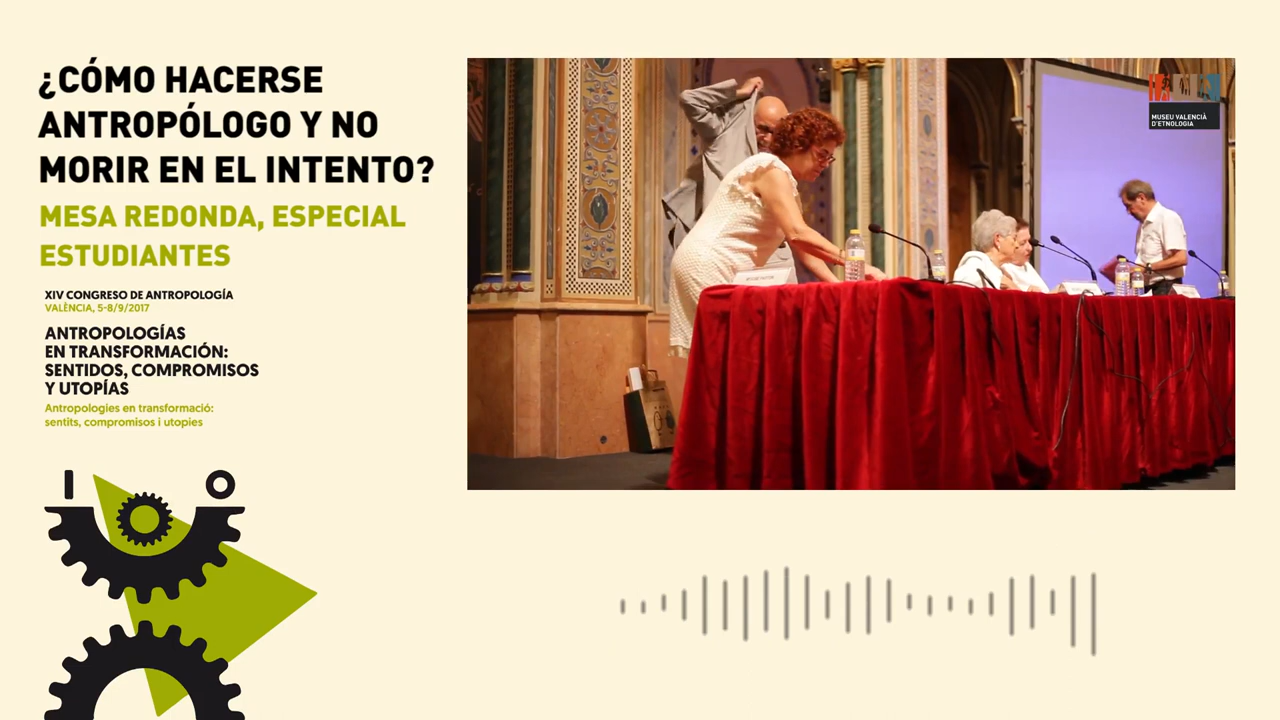 ¿CÓMO HACERSE
ANTROPÓLOGO Y NO
MORIR EN EL INTENTO?
MESA REDONDA, ESPECIAL
ESTUDIANTES
XIV CONGRESO DE ANTROPOLOGÍA
VALÈNCIA, 5-8/9/2017
ANTROPOLOGÍAS
EN TRANSFORMACIÓN:
SENTIDOS, COMPROMISOS
Y UTOPÍAS
Antropologies en transformació:
sentits, compromisos i utopies
I O
MUSEU VALENCIÀ
D'ETNOLOGIA